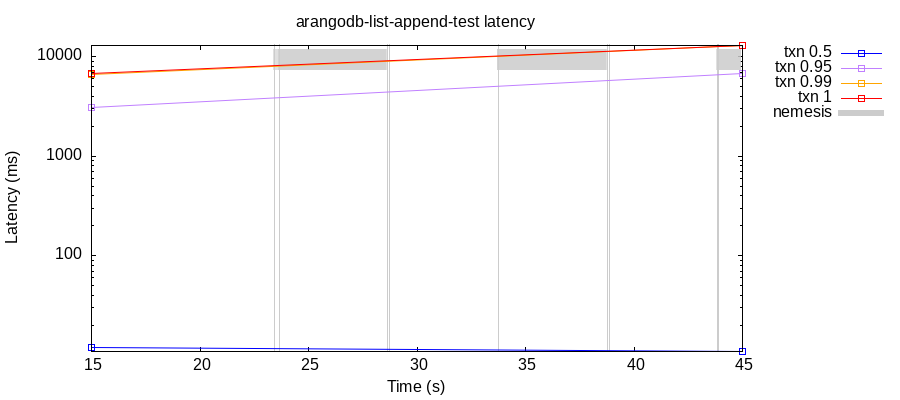 arangodb-list-append-test latency
txn 0.5
txn 0.95
txn 0.99
txn 1
nemesis
10000
1000
100
Latency (ms)
15 20 25 30 35 40 45
Time (s)